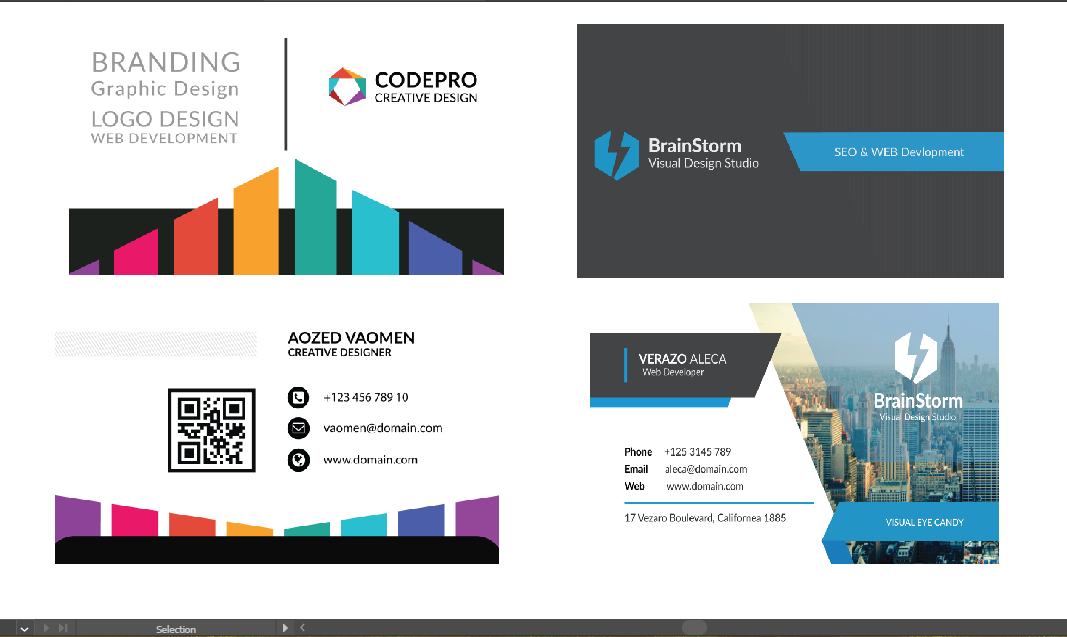 BRANDING
Graphic Design
LOGO DESIGN
WEB DEVELOPMENT
CODEPRO
CREATIVE DESIGN
BrainStorm
Visual Design Studio
SEO & WEB Devlopment
AOZED VAOMEN
CREATIVE DESIGNER
+123 456 789 10
vaomen@domain.com
www.domain.com
VERAZO ALECA
Web Developer
BrainStorm
Visual Design Studio
Phone +125 3145 789
Email aleca@domain.com
Web www.domain.com
17 Vezaro Boulevard, Californea 1885
VISUAL EYE CANDY
Selection